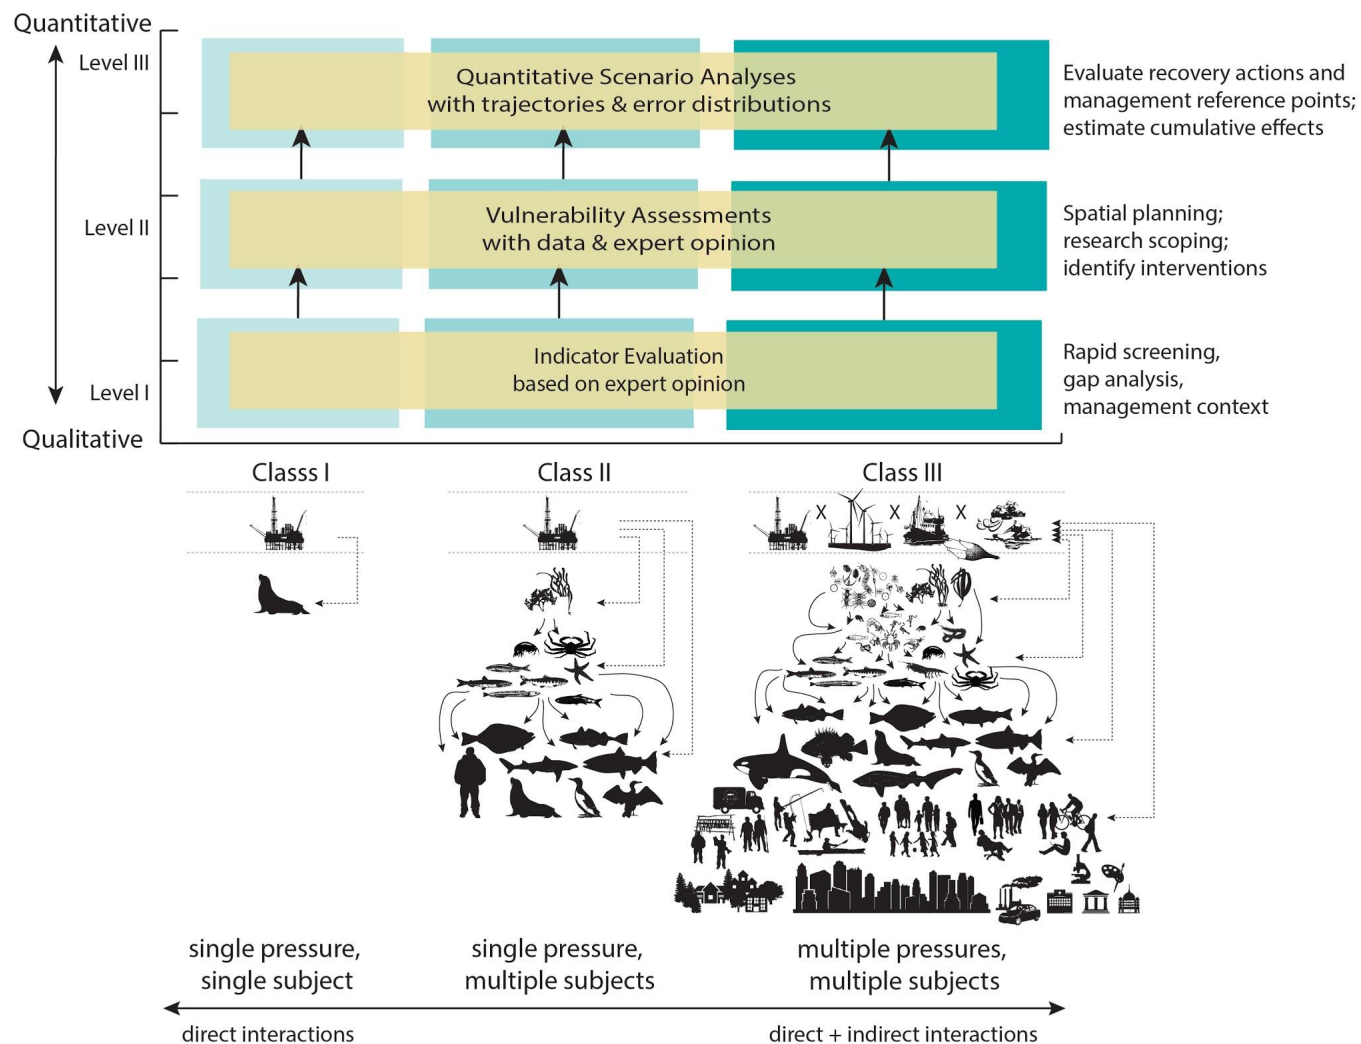 Quantitative
Level III
Quantitative Scenario Analyses
with trajectories & error distributions
Evaluate recovery actions and
management reference points;
estimate cumulative effects
Level II
Vulnerability Assessments
with data & expert opinion
Spatial planning;
research scoping;
identify interventions
Level I
Indicator Evaluation
based on expert opinion
Rapid screening,
gap analysis,
management context
Qualitative
Classs I
Class II
Class III
X
X
X
single pressure,
single subject
single pressure,
multiple subjects
multiple pressures,
multiple subjects
direct interactions
direct + indirect interactions